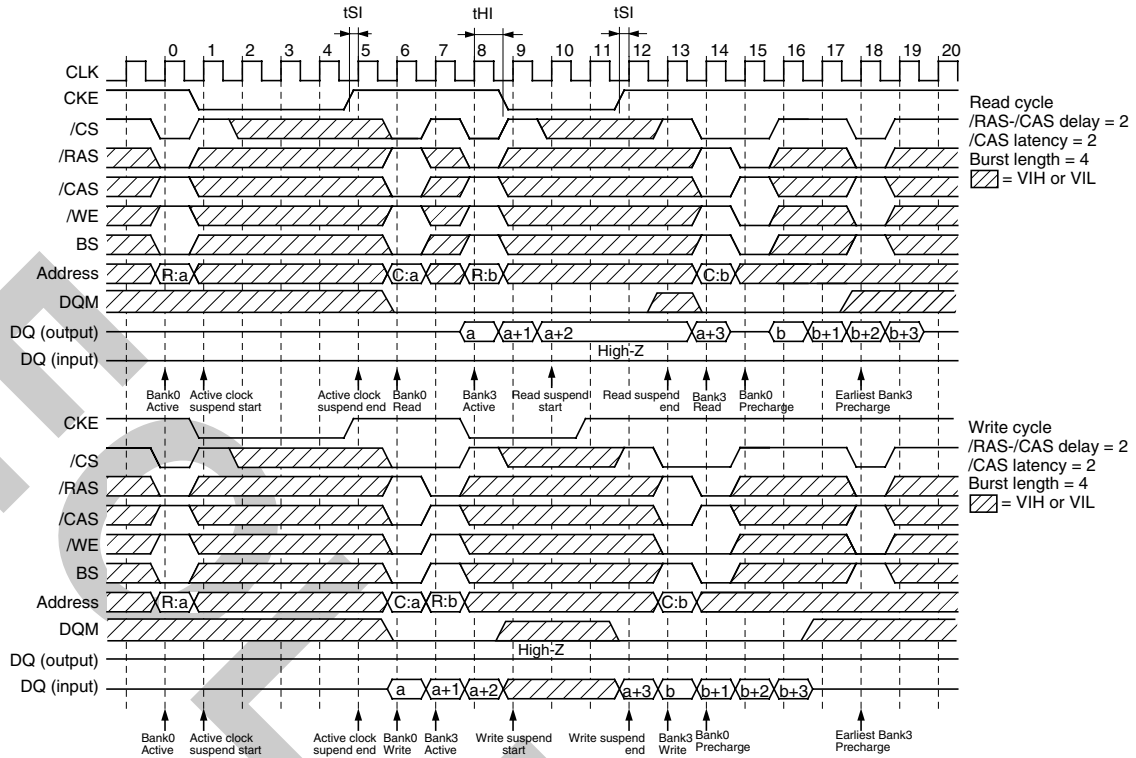 tSI tHI tSI
0 1 2 3 4 5 6 7 8 9 10 11 12 13 14 15 16 17 18 19 20
CLK
CKE
/CS
/RAS
/CAS
/WE
BS
Address R:a C:a R:b C:b
DQM
DQ (output) a a+1 a+2 a+3 b b+1 b+2 b+3
High-Z
DQ (input)
Bank0 Active clock Active clock Bank0 Bank3 Read suspend Read suspend Bank3 Bank0 Earliest Bank3
Active suspend start suspend end Read Active start end Read Precharge Precharge
Read cycle
/RAS-/CAS delay = 2
/CAS latency = 2
Burst length = 4
= VIH or VIL
CKE
/CS
/RAS
/CAS
/WE
BS
Address R:a C:a R:b C:b
DQM
High-Z
DQ (output)
DQ (input) a a+1 a+2 a+3 b b+1 b+2 b+3
Bank0 Active clock Active clock Bank0 Bank3 Write suspend Write suspend Bank3 Bank0 Earliest Bank3
Active suspend start supend end Write Active start end Write Precharge Precharge
Write cycle
/RAS-/CAS delay = 2
/CAS latency = 2
Burst length = 4
= VIH or VIL